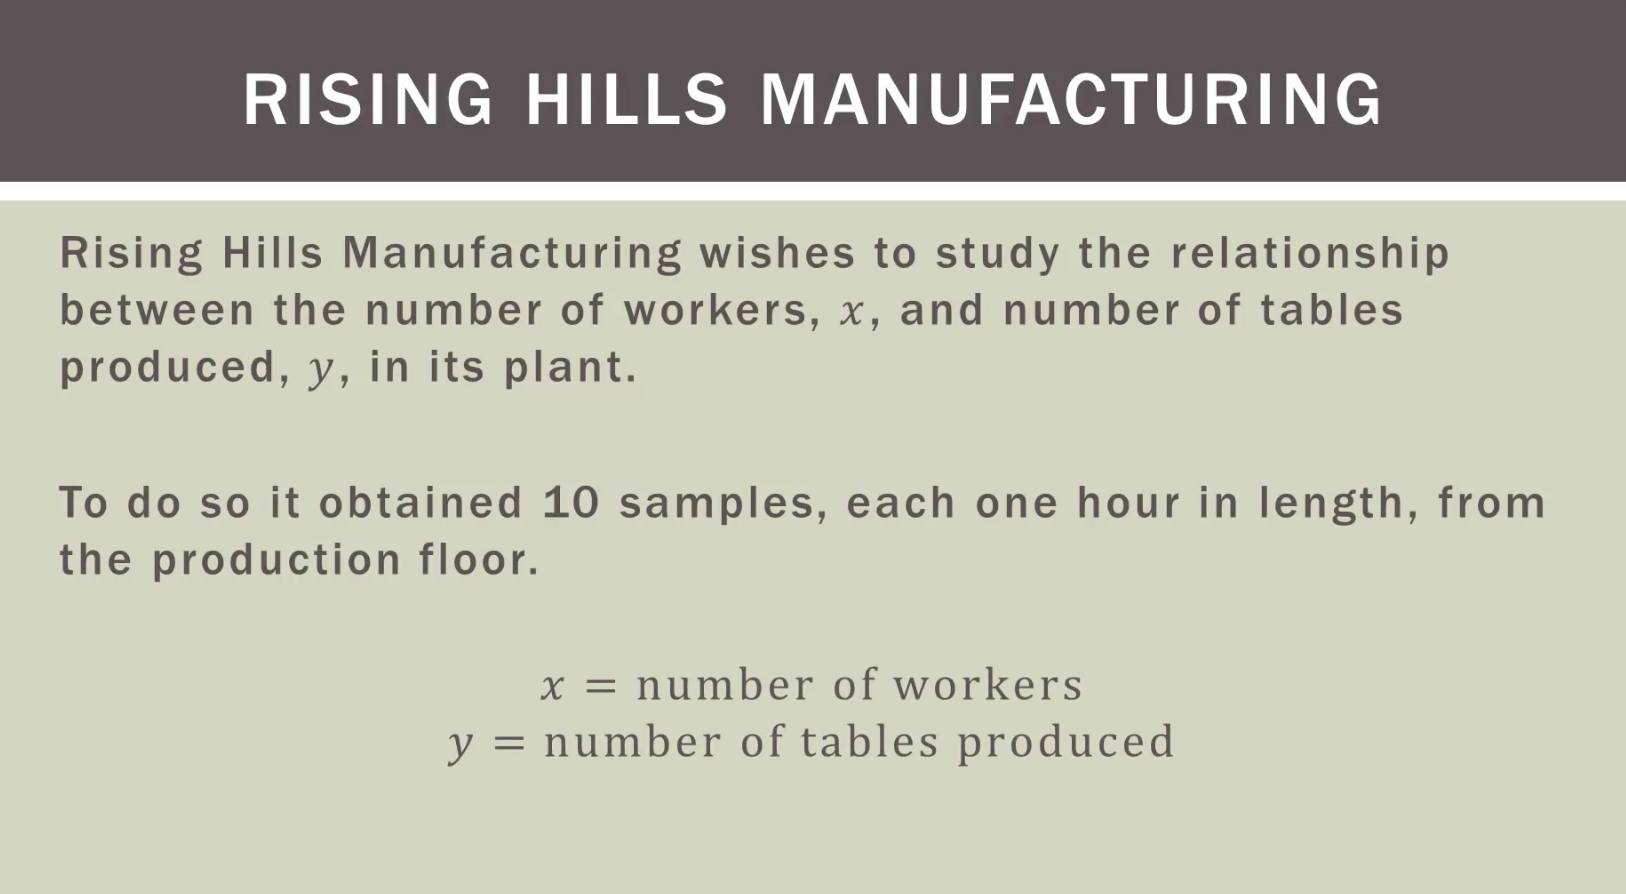 RISING HILLS MANUFACTURING
Rising Hills Manufacturing wishes to study the relationship
between the number of workers, x, and number of tables
produced, y, in its plant.
To do so it obtained 10 samples, each one hour in length, from
the production floor.
x = number of workers
y = number of tables produced